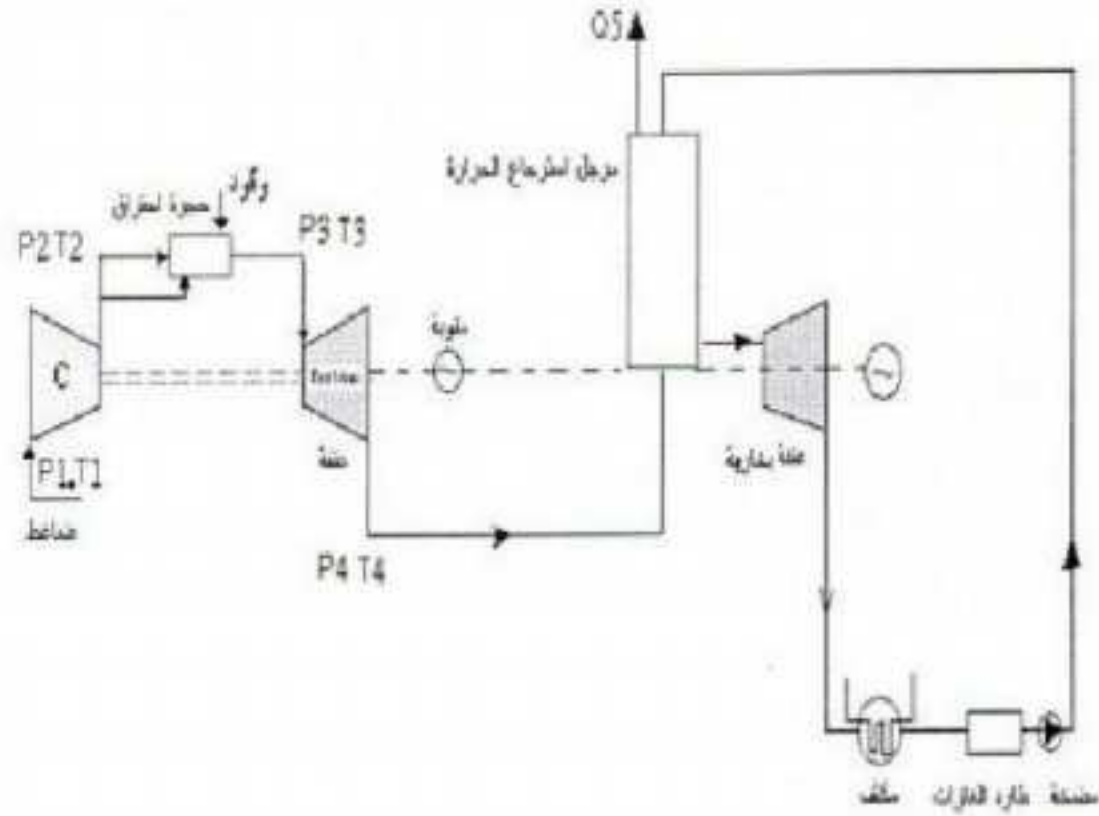 Q5
مرجل استرجاع الحرارة
وقود
حجرة احتراق
P2 T2
P3 T3
C
P1,T1
ضاغط
عنفة
P4 T4
عنفة بخارية
مكثف
طارد الغازات
مضخة